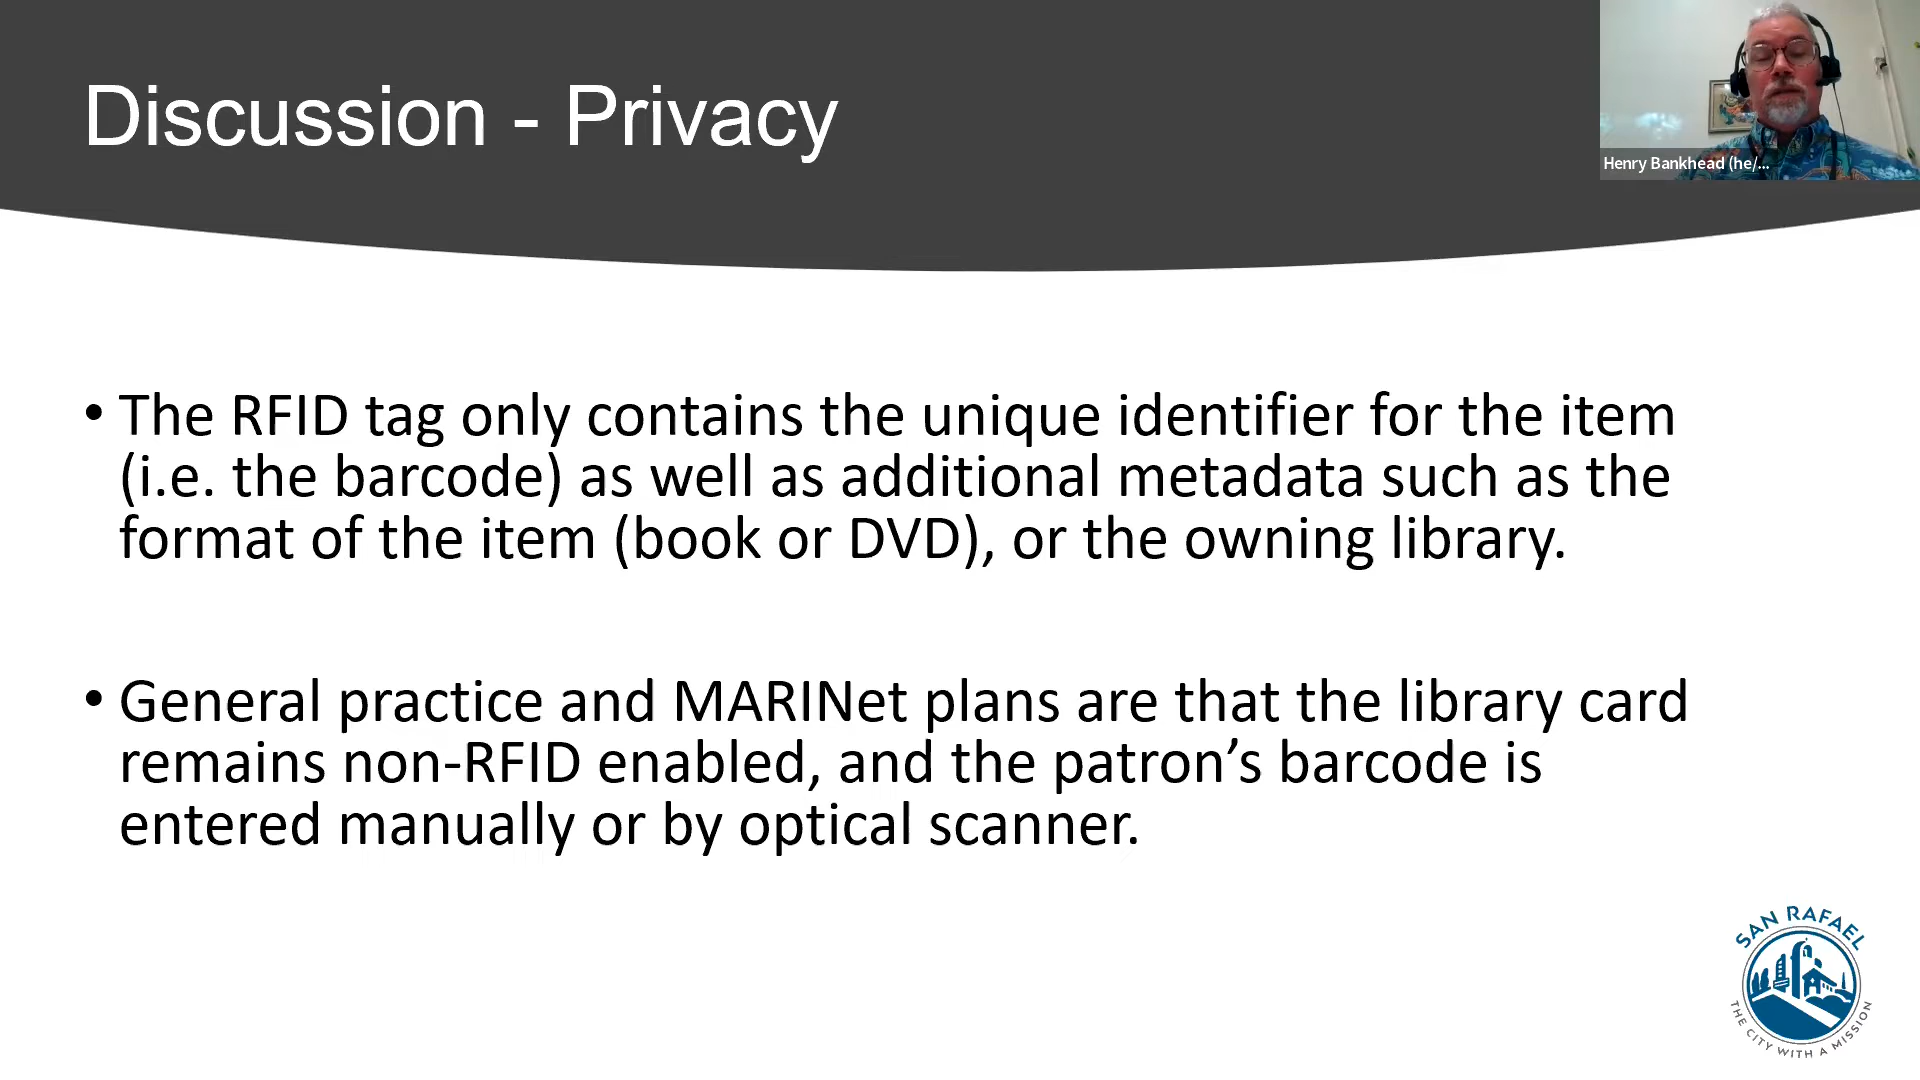 Discussion - Privacy
Henry Bankhead (he/...
• The RFID tag only contains the unique identifier for the item
(i.e. the barcode) as well as additional metadata such as the
format of the item (book or DVD), or the owning library.
• General practice and MARINet plans are that the library card
remains non-RFID enabled, and the patron’s barcode is
entered manually or by optical scanner.
SAN RAFAEL
THE CITY WITH A MISSION